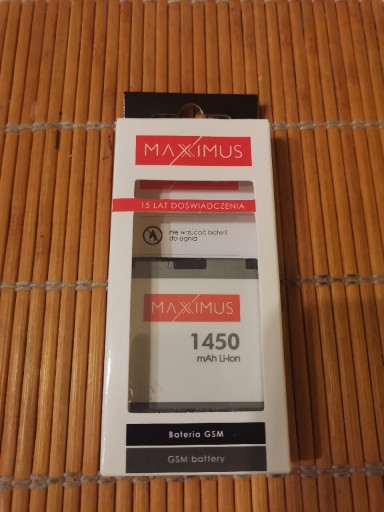 MAXIMUS
15 LAT DOŚWIADCZENIA
nie wrzucać baterii
do ognia
MAXIMUS
1450
mAh Li-Ion
Bateria GSM
GSM battery